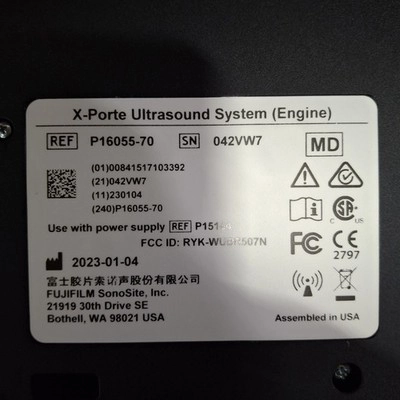 X-Porte Ultrasound System (Engine)
REF P16055-70 SN 042VW7 MD
(01)00841517103392
(21)042VW7
(11)230104
(240)P16055-70
Use with power supply REF
FCC ID:
2023-01-04
FC CE
2797
富士胶片索诺声股份有限公司
FUJIFILM SonoSite, Inc.
21919 30th Drive SE
Bothell, WA 98021 USA
Assembled in USA